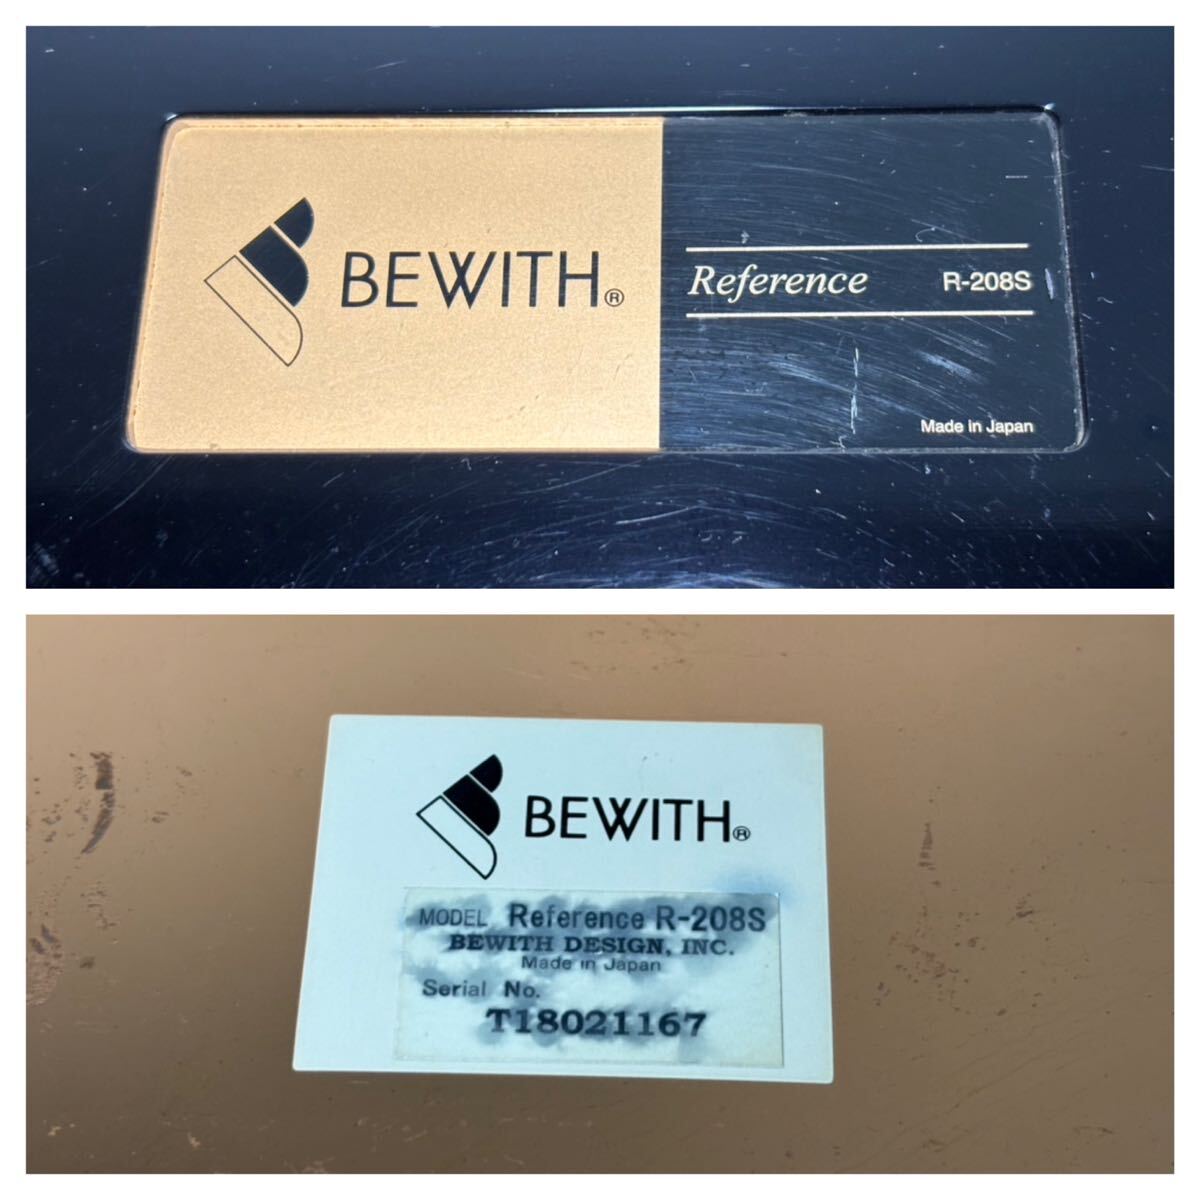 BEWITH®
Reference R-208S
Made in Japan
BEWITH®
MODEL Reference R-208S
BEWITH DESIGN, INC.
Made in Japan
Serial No.
T18021167